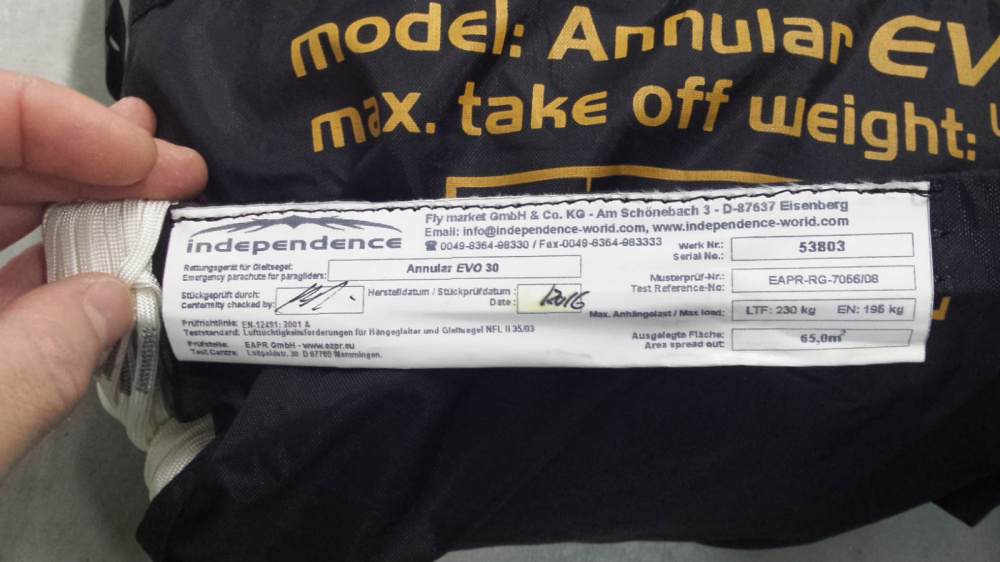 model: Annular EV
max. take off weight:
independence
Fly market GmbH & Co. KG - Am Schönebach 3 - D-87637 Eisenberg
Email: info@independence-world.com, www.independence-world.com
☎ 0049-8364-98330 / Fax-0049-8364-983333
Werk Nr.:
Serial No.:
53803
Rettungsgerät für Gleitsegel:
Emergency parachute for paragliders:
Annular EVO 30
Musterprüf-Nr.:
Test Reference-No:
EAPR-RG-7056/08
Stückgeprüft durch:
Conformity checked by:
Herstelldatum / Stückprüfdatum :
Date :
Max. Anhängelast / Max load:
LTF: 230 kg EN: 195 kg
Prüfrichtlinie: EN-12491: 2001 &
Teststandard: Luftsüchtigkeitsforderungen für Hängegleiter und Gleitsegel NFL II 35/03
Ausgelegte Fläche:
Area spread out:
65,0m²
Prüfstelle: EAPR GmbH - www.eapr.eu
Test Centre: Luitpoldstr. 30 D 87700 Memmingen.